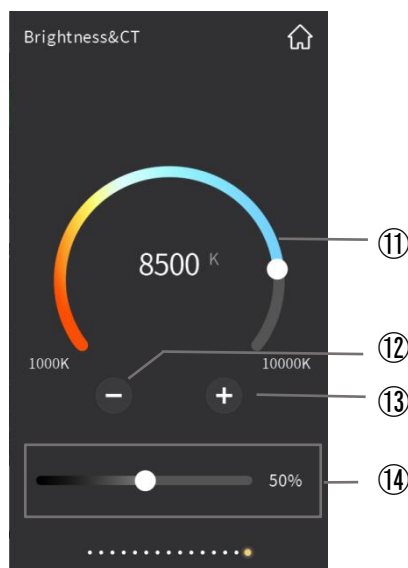 Brightness&CT
8500 K
⑪
1000K
10000K
⑫
− +
⑬
50%
⑭